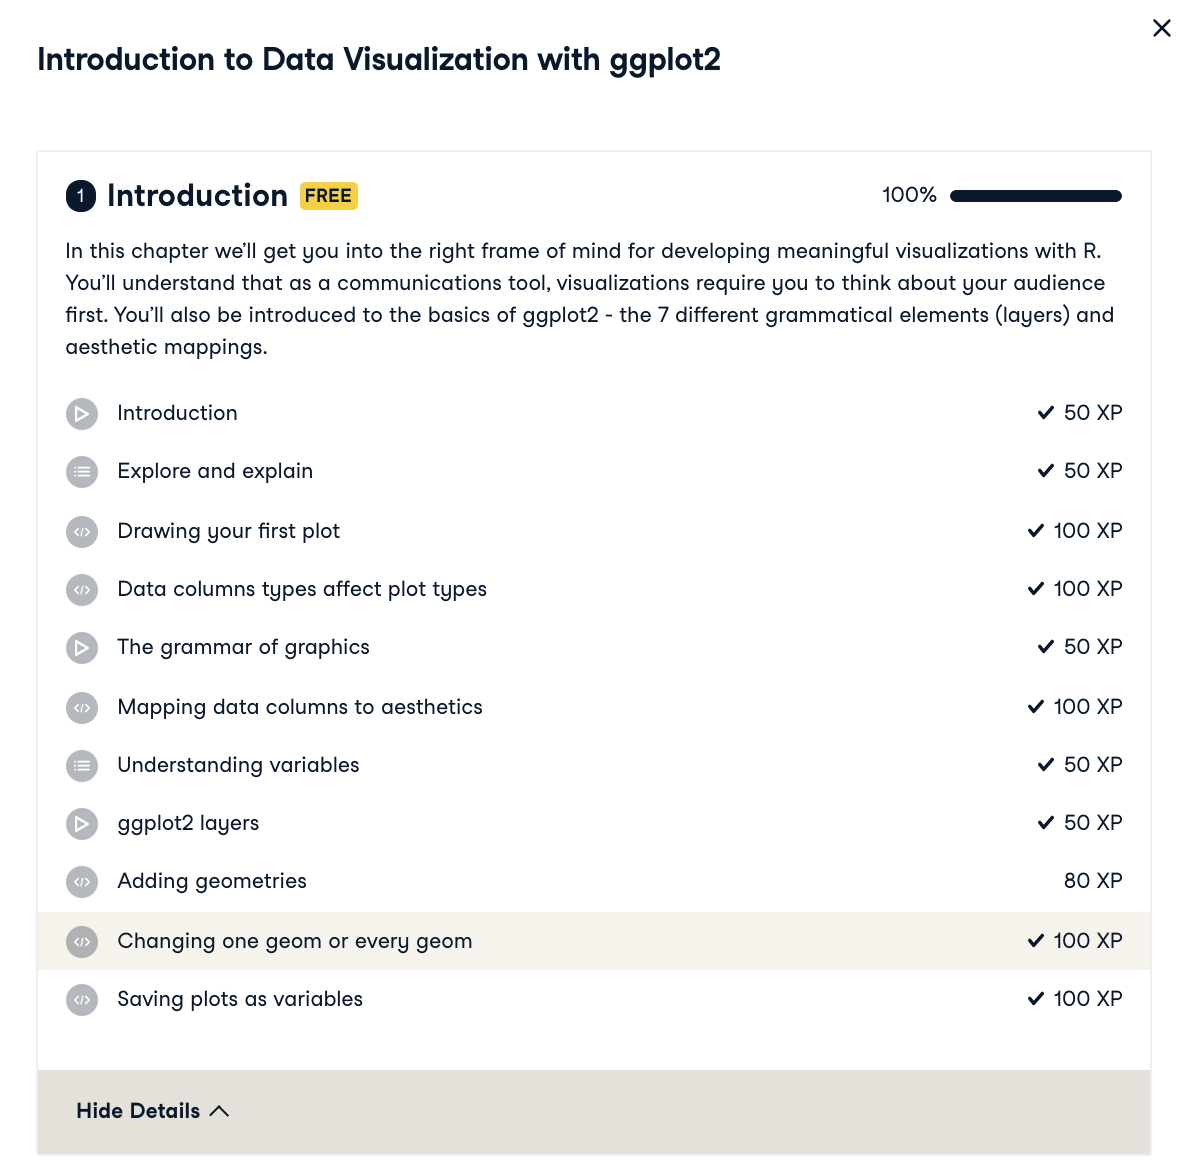 Introduction to Data Visualization with ggplot2
1 Introduction FREE 100%
In this chapter we’ll get you into the right frame of mind for developing meaningful visualizations with R.
You’ll understand that as a communications tool, visualizations require you to think about your audience
first. You’ll also be introduced to the basics of ggplot2 - the 7 different grammatical elements (layers) and
aesthetic mappings.
Introduction 50 XP
Explore and explain 50 XP
Drawing your first plot 100 XP
Data columns types affect plot types 100 XP
The grammar of graphics 50 XP
Mapping data columns to aesthetics 100 XP
Understanding variables 50 XP
ggplot2 layers 50 XP
Adding geometries 80 XP
Changing one geom or every geom 100 XP
Saving plots as variables 100 XP
Hide Details